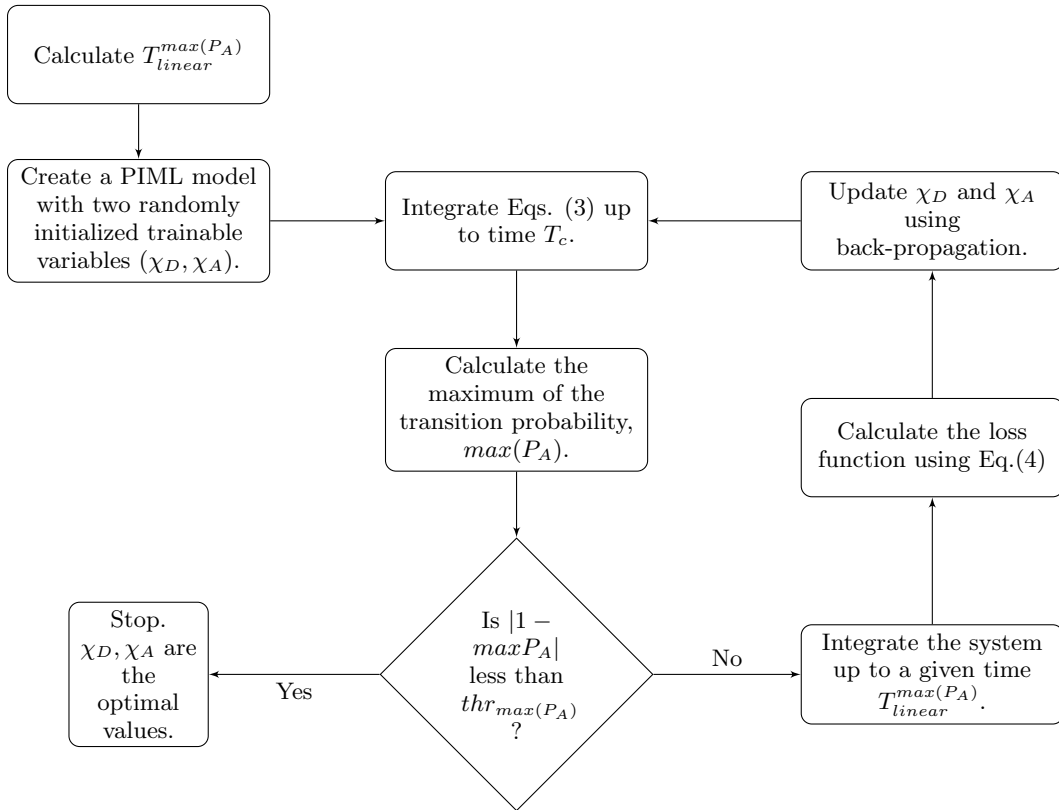 Calculate $T_{linear}^{max(P_A)}$
Create a PIML model
with two randomly
initialized trainable
variables $(\chi_D, \chi_A)$.
Integrate Eqs. (3) up
to time $T_c$.
Update $\chi_D$ and $\chi_A$
using
back-propagation.
Calculate the
maximum of the
transition probability,
$max(P_A)$.
Calculate the loss
function using Eq.(4)
Is $|1 -$
$maxP_A|$
less than
$thr_{max(P_A)}$
?
Yes
No
Stop.
$\chi_D, \chi_A$ are
the
optimal
values.
Integrate the system
up to a given time
$T_{linear}^{max(P_A)}$.